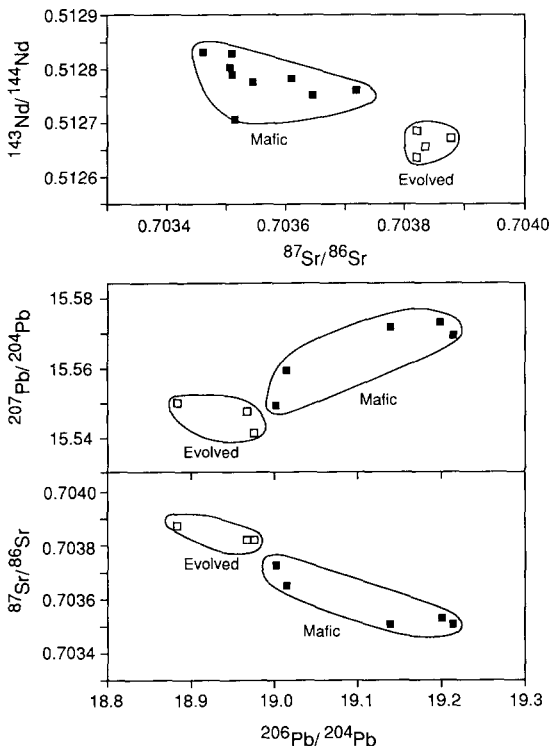 0.5129
0.5128
0.5127
0.5126
143Nd/144Nd
Mafic
Evolved
0.7034
0.7036
0.7038
0.7040
87Sr/86Sr
15.58
15.56
15.54
207Pb/204Pb
Mafic
Evolved
0.7040
0.7038
0.7036
0.7034
87Sr/86Sr
Evolved
Mafic
18.8
18.9
19.0
19.1
19.2
19.3
206Pb/204Pb